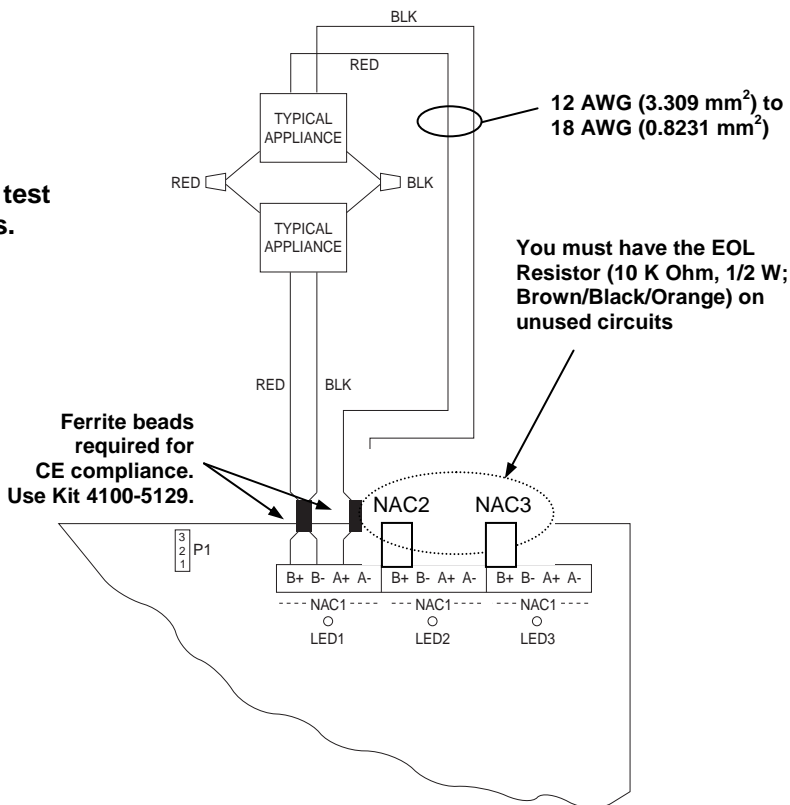 BLK
RED
12 AWG (3.309 mm²) to
18 AWG (0.8231 mm²)
TYPICAL
APPLIANCE
RED
BLK
test
s.
TYPICAL
APPLIANCE
You must have the EOL
Resistor (10 K Ohm, 1/2 W;
Brown/Black/Orange) on
unused circuits
RED
BLK
Ferrite beads
required for
CE compliance.
Use Kit 4100-5129.
NAC2
NAC3
3
2
1
P1
B+ B- A+ A-
B+ B- A+ A-
B+ B- A+ A-
NAC1
NAC1
NAC1
LED1
LED2
LED3